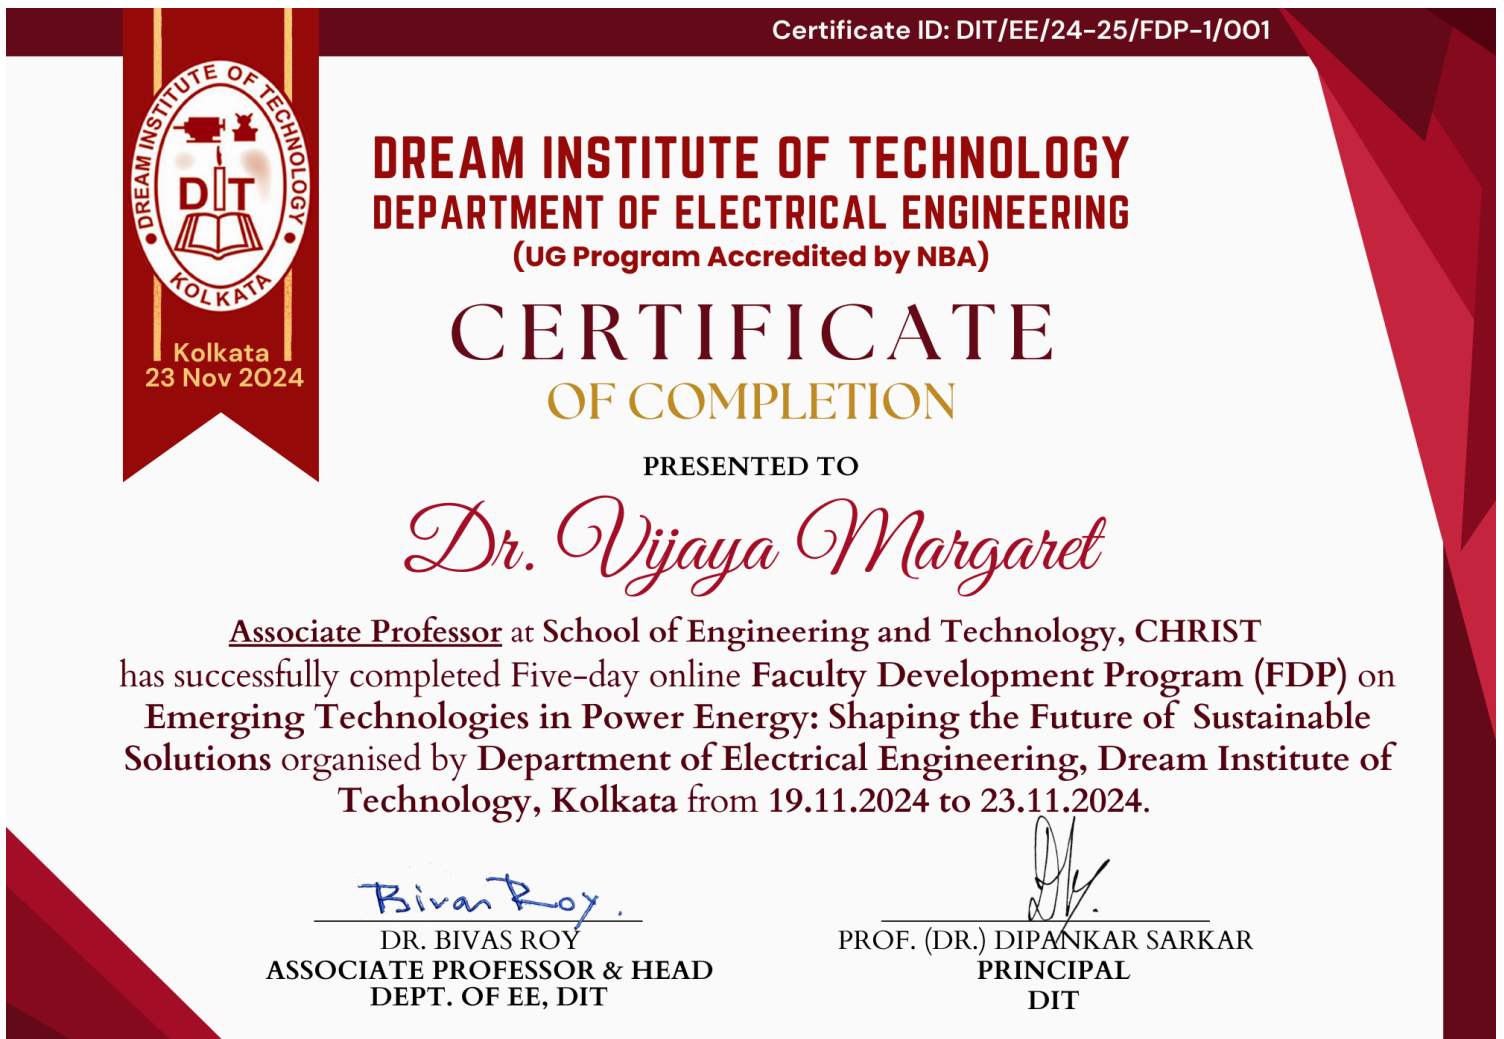 Certificate ID: DIT/EE/24-25/FDP-1/001
DREAM INSTITUTE OF TECHNOLOGY
KOLKATA
DIT
Kolkata
23 Nov 2024
DREAM INSTITUTE OF TECHNOLOGY
DEPARTMENT OF ELECTRICAL ENGINEERING
(UG Program Accredited by NBA)
CERTIFICATE
OF COMPLETION
PRESENTED TO
Dr. Vijaya Margaret
Associate Professor at School of Engineering and Technology, CHRIST
has successfully completed Five-day online Faculty Development Program (FDP) on
Emerging Technologies in Power Energy: Shaping the Future of Sustainable
Solutions organised by Department of Electrical Engineering, Dream Institute of
Technology, Kolkata from 19.11.2024 to 23.11.2024.
Bivas Roy.
DR. BIVAS ROY
ASSOCIATE PROFESSOR & HEAD
DEPT. OF EE, DIT
PROF. (DR.) DIPANKAR SARKAR
PRINCIPAL
DIT